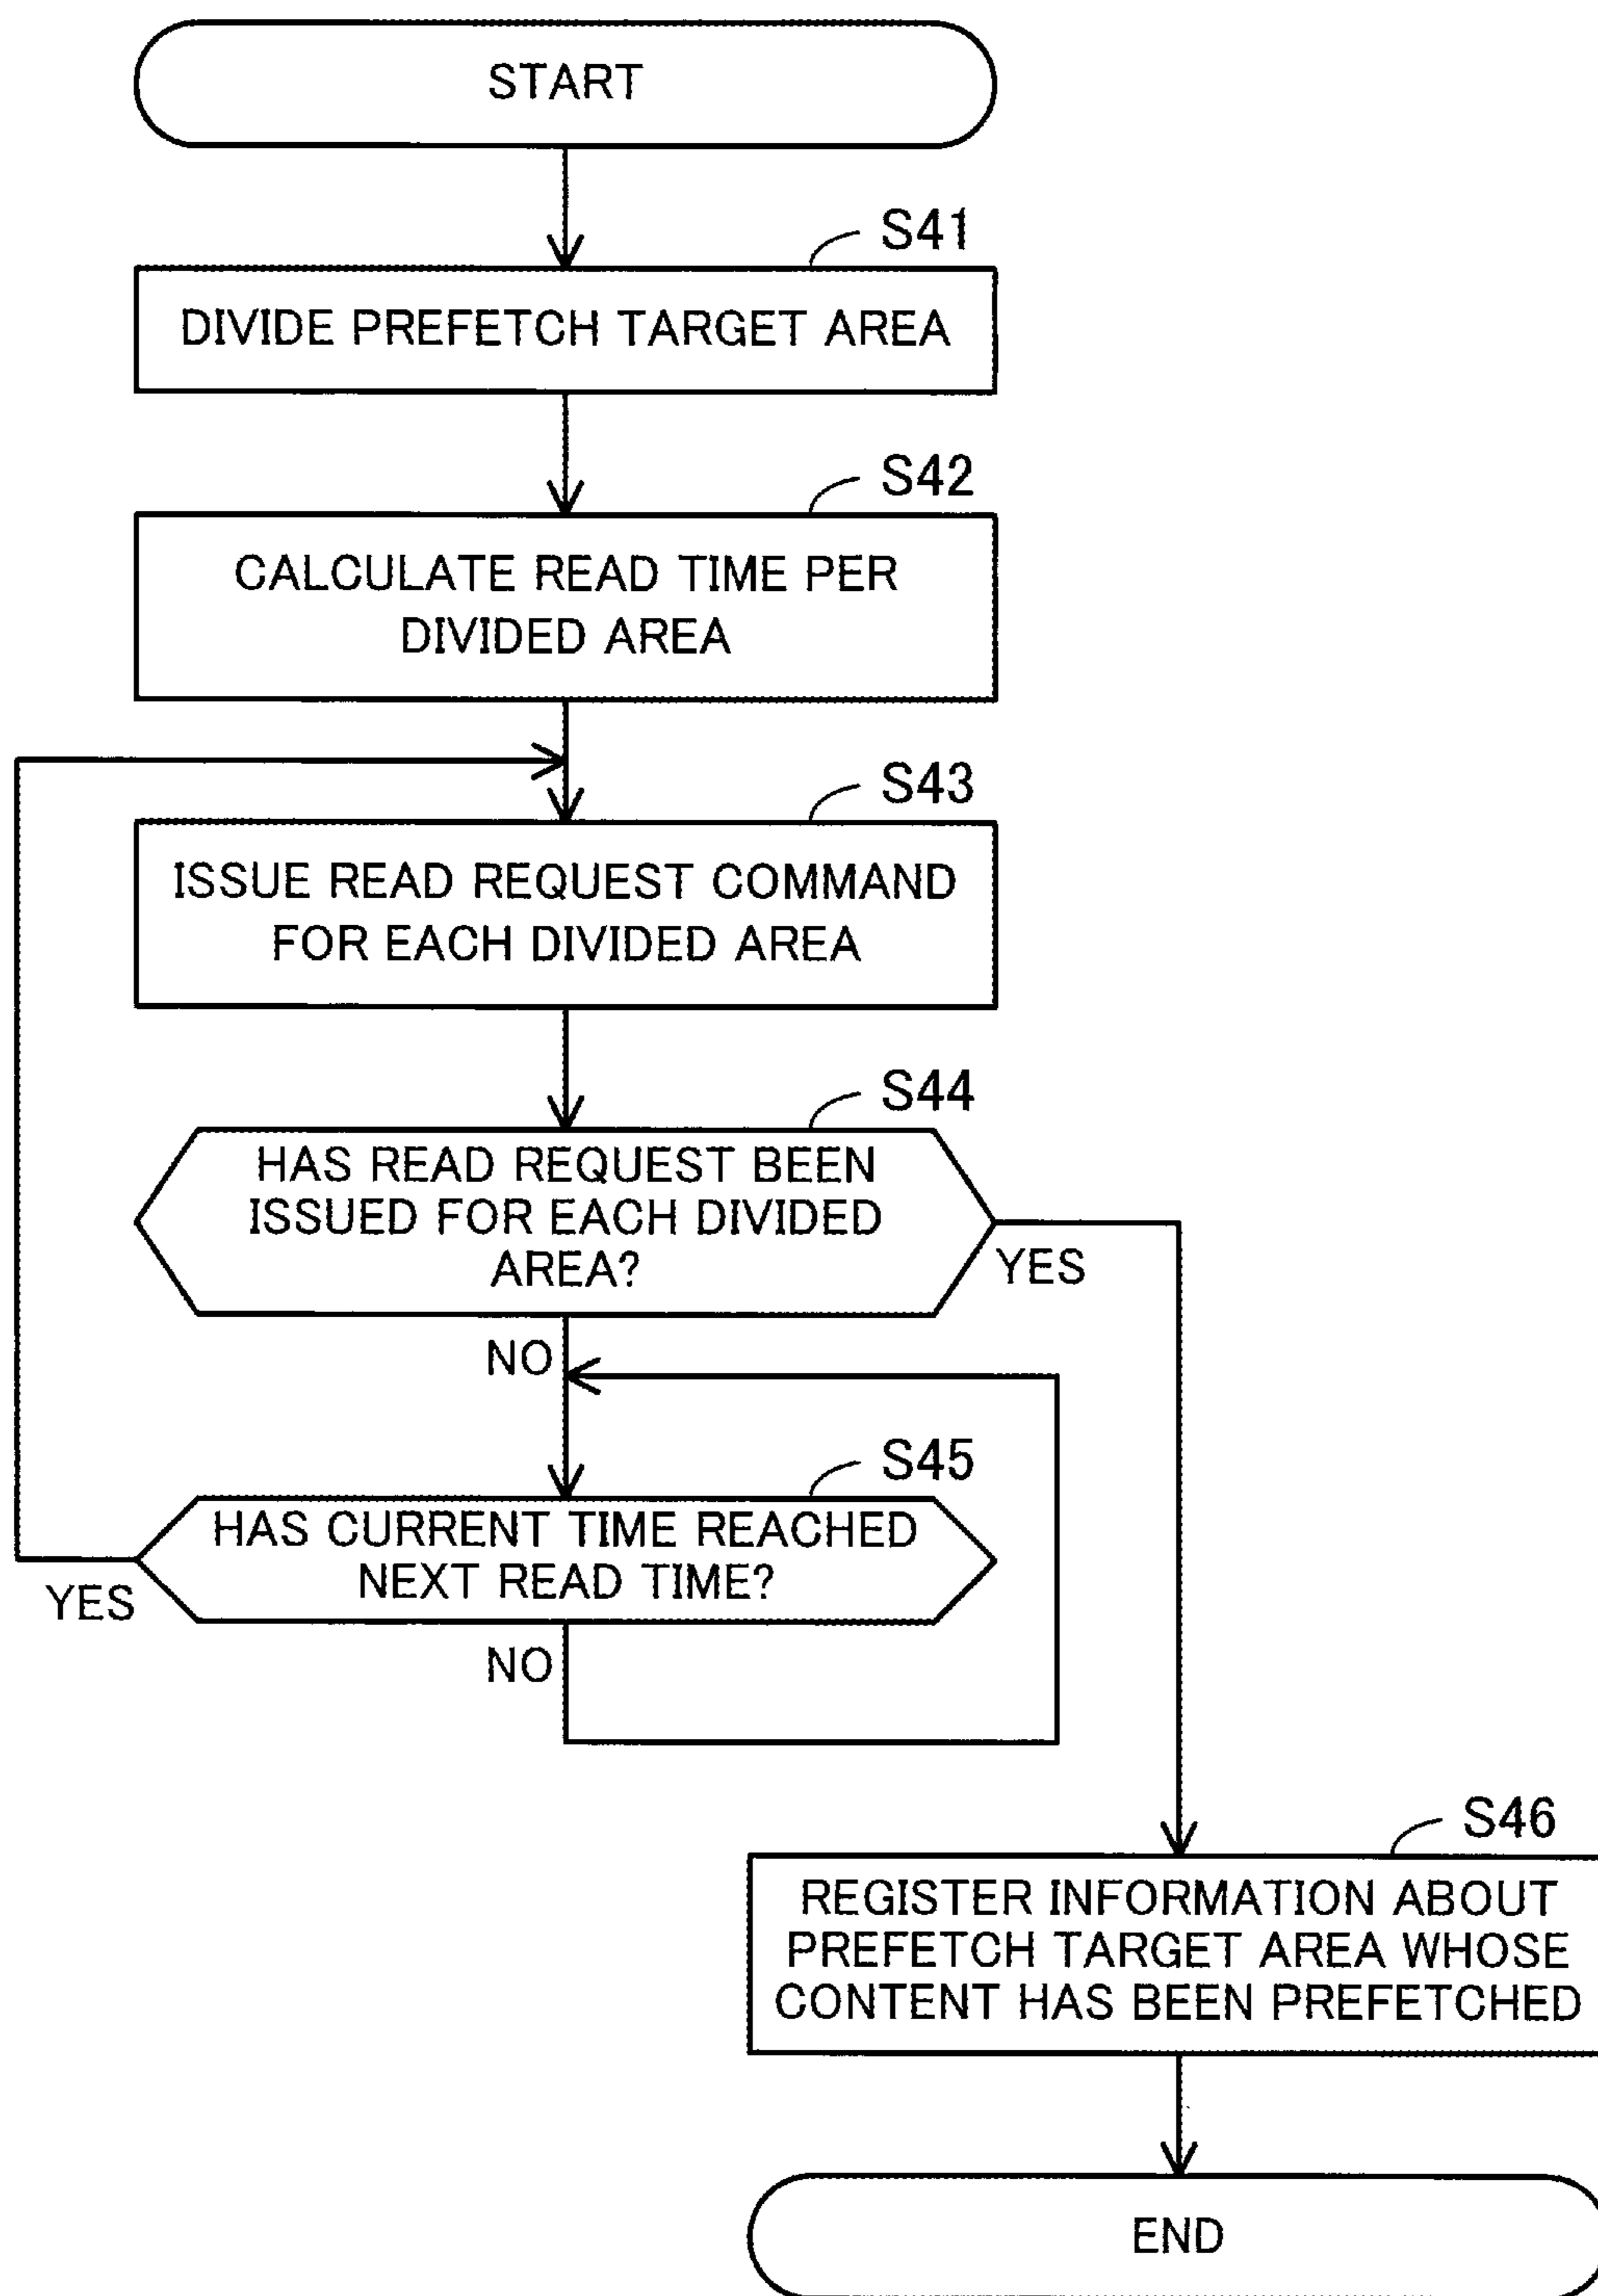 START
S41
DIVIDE PREFETCH TARGET AREA
S42
CALCULATE READ TIME PER
DIVIDED AREA
S43
ISSUE READ REQUEST COMMAND
FOR EACH DIVIDED AREA
S44
HAS READ REQUEST BEEN
ISSUED FOR EACH DIVIDED
AREA?
YES
NO
S45
HAS CURRENT TIME REACHED
NEXT READ TIME?
YES
NO
S46
REGISTER INFORMATION ABOUT
PREFETCH TARGET AREA WHOSE
CONTENT HAS BEEN PREFETCHED
END